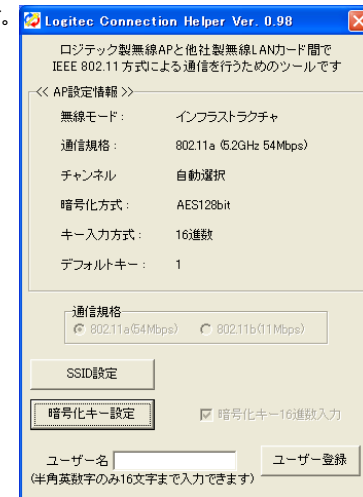 。
Logitec Connection Helper Ver. 0.98
ロジテック製無線APと他社製無線LANカード間で
IEEE 802.11方式による通信を行うためのツールです
<< AP設定情報 >>
無線モード： インフラストラクチャ
通信規格： 802.11a (5.2GHz 54Mbps)
チャンネル 自動選択
暗号化方式： AES128bit
キー入力方式： 16進数
デフォルトキー： 1
通信規格
802.11a(54Mbps) 802.11b(11Mbps)
SSID設定
暗号化キー設定 暗号化キー16進数入力
ユーザー名 ユーザー登録
(半角英数字のみ16文字まで入力できます)